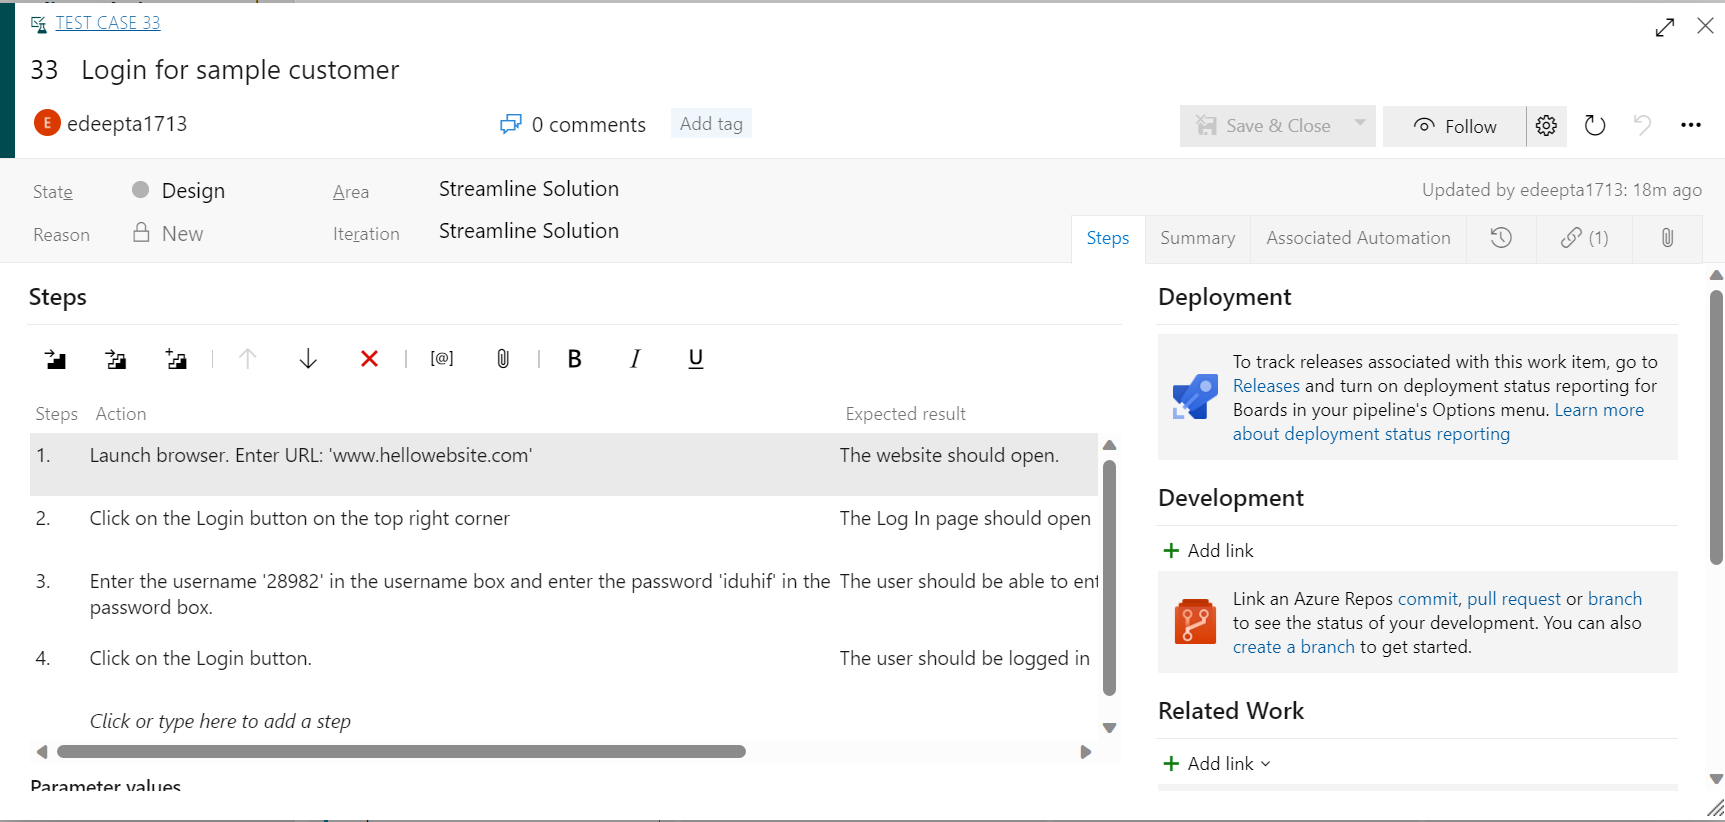 TEST CASE 33
33 Login for sample customer
E edeepta1713 0 comments Add tag Save & Close Follow
State Design Area Streamline Solution Updated by edeepta1713: 18m ago
Reason New Iteration Streamline Solution
Steps Summary Associated Automation (1)
Steps
[@] B I U
Steps Action Expected result
1. Launch browser. Enter URL: 'www.hellowebsite.com' The website should open.
2. Click on the Login button on the top right corner The Log In page should open
3. Enter the username '28982' in the username box and enter the password 'iduhif' in the The user should be able to ent
password box.
4. Click on the Login button. The user should be logged in
Click or type here to add a step
Parameter values
Deployment
To track releases associated with this work item, go to
Releases and turn on deployment status reporting for
Boards in your pipeline's Options menu. Learn more
about deployment status reporting
Development
Add link
Link an Azure Repos commit, pull request or branch
to see the status of your development. You can also
create a branch to get started.
Related Work
Add link